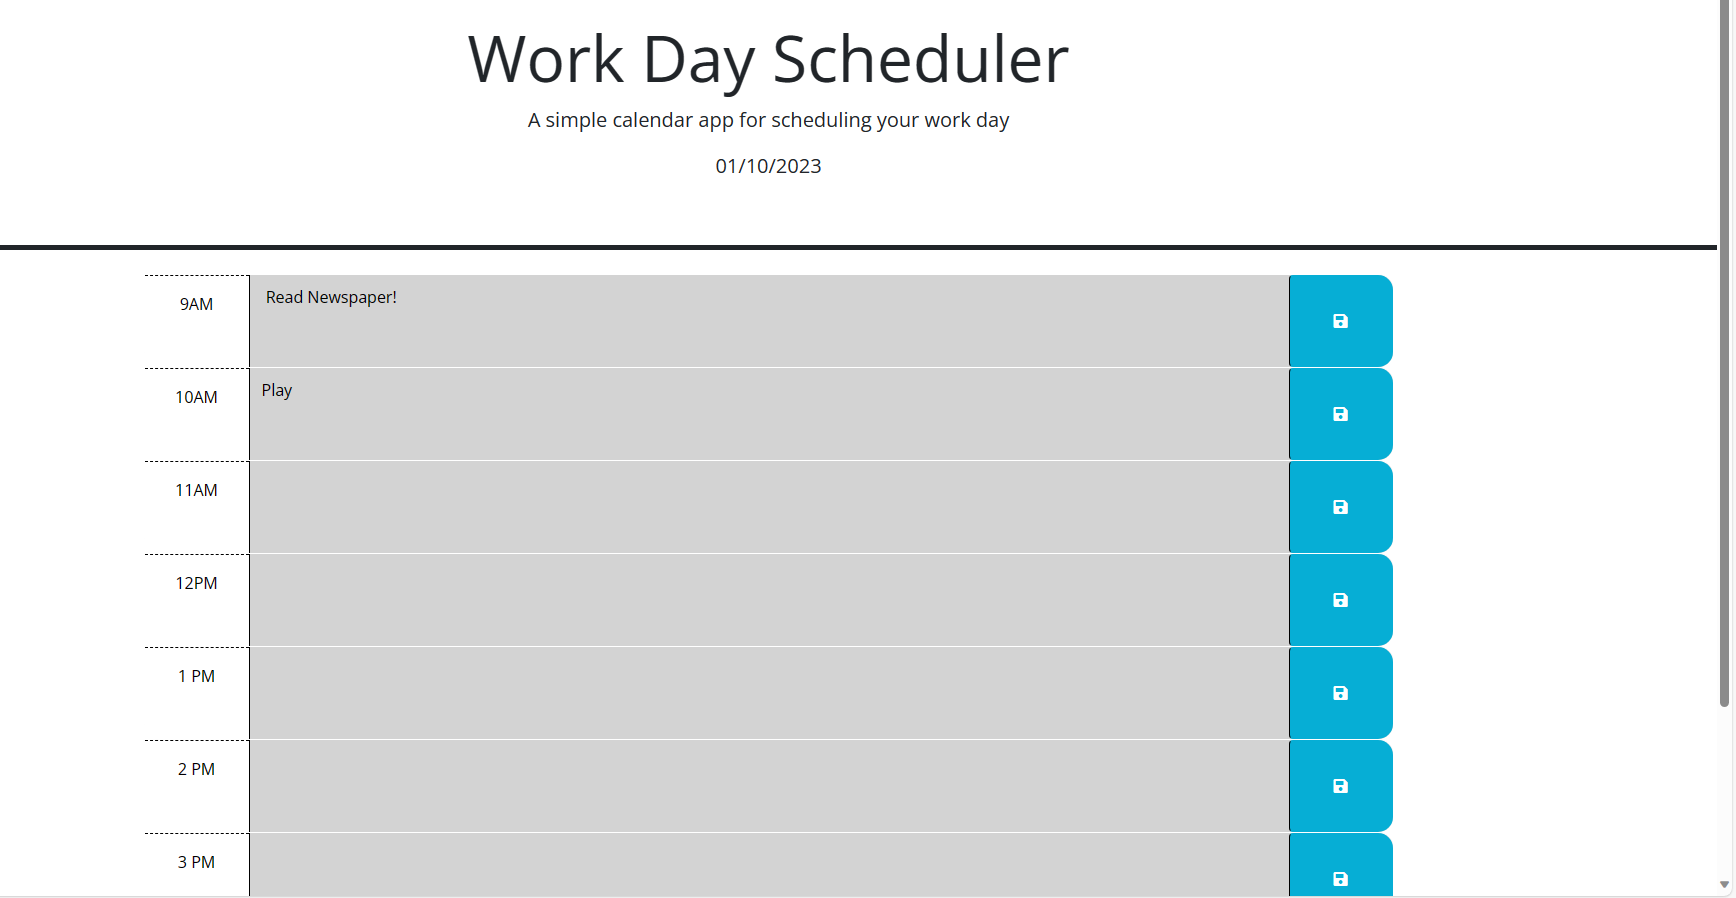 Work Day Scheduler
A simple calendar app for scheduling your work day
01/10/2023
9AM
Read Newspaper!
10AM
Play
11AM
12PM
1 PM
2 PM
3 PM